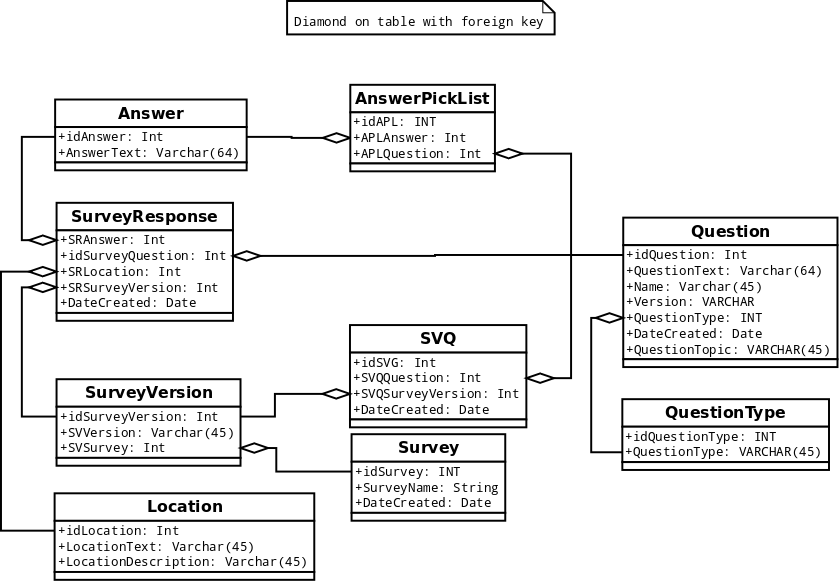 Diamond on table with foreign key
Answer
+idAnswer: Int
+AnswerText: Varchar(64)
AnswerPickList
+idAPL: INT
+APLAnswer: Int
+APLQuestion: Int
SurveyResponse
+SRAnswer: Int
+idSurveyQuestion: Int
+SRLocation: Int
+SRSurveyVersion: Int
+DateCreated: Date
Question
+idQuestion: Int
+QuestionText: Varchar(64)
+Name: Varchar(45)
+Version: VARCHAR
+QuestionType: INT
+DateCreated: Date
+QuestionTopic: VARCHAR(45)
SVQ
+idSVG: Int
+SVQQuestion: Int
+SVQSurveyVersion: Int
+DateCreated: Date
SurveyVersion
+idSurveyVersion: Int
+SVVersion: Varchar(45)
+SVSurvey: Int
QuestionType
+idQuestionType: INT
+QuestionType: VARCHAR(45)
Survey
+idSurvey: INT
+SurveyName: String
+DateCreated: Date
Location
+idLocation: Int
+LocationText: Varchar(45)
+LocationDescription: Varchar(45)